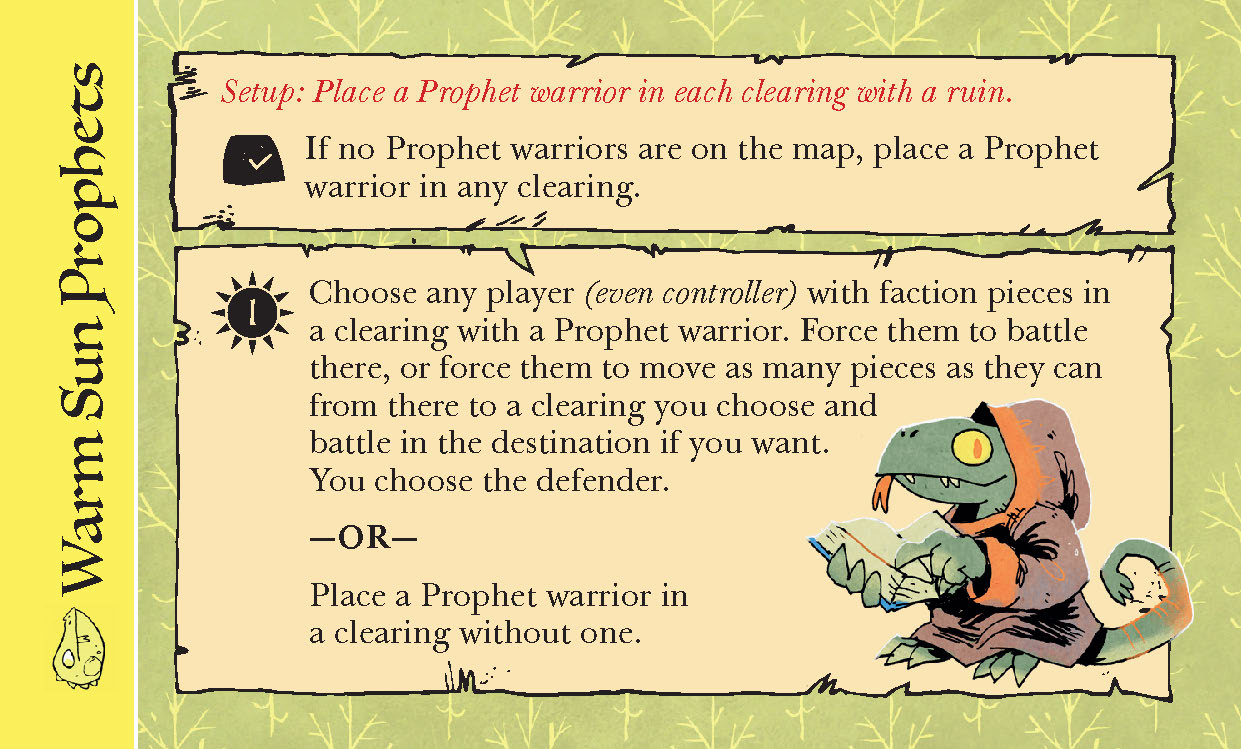 Warm Sun Prophets
Setup: Place a Prophet warrior in each clearing with a ruin.
If no Prophet warriors are on the map, place a Prophet
warrior in any clearing.
I
Choose any player (even controller) with faction pieces in
a clearing with a Prophet warrior. Force them to battle
there, or force them to move as many pieces as they can
from there to a clearing you choose and
battle in the destination if you want.
You choose the defender.
—OR—
Place a Prophet warrior in
a clearing without one.